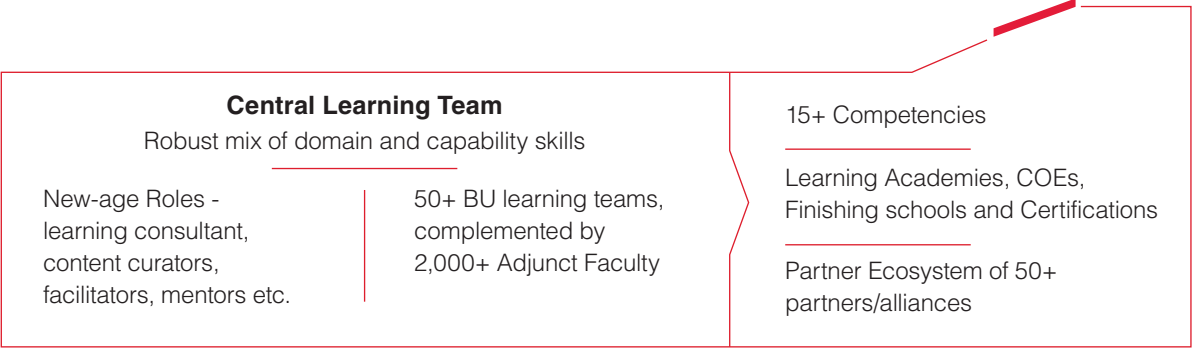 Central Learning Team
Robust mix of domain and capability skills
New-age Roles -
learning consultant,
content curators,
facilitators, mentors etc.
50+ BU learning teams,
complemented by
2,000+ Adjunct Faculty
15+ Competencies
Learning Academies, COEs,
Finishing schools and Certifications
Partner Ecosystem of 50+
partners/alliances